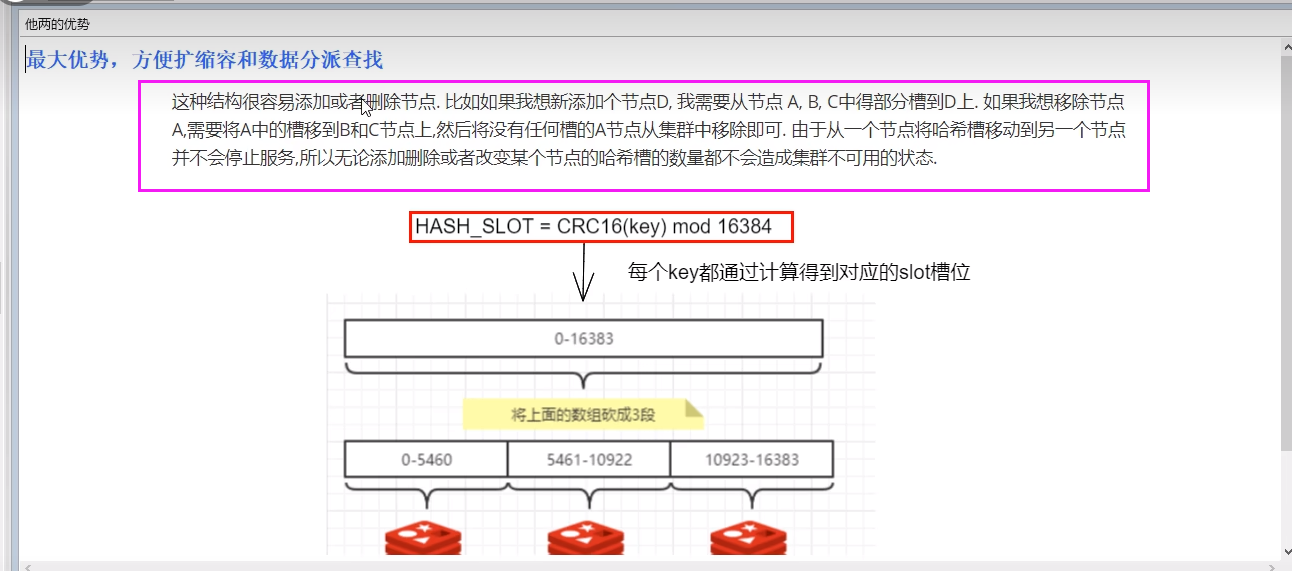 他两的优势
最大优势，方便扩缩容和数据分派查找
这种结构很容易添加或者删除节点. 比如如果我想新添加个节点D, 我需要从节点 A, B, C中得部分槽到D上. 如果我想移除节点
A,需要将A中的槽移到B和C节点上,然后将没有任何槽的A节点从集群中移除即可. 由于从一个节点将哈希槽移动到另一个节点
并不会停止服务,所以无论添加删除或者改变某个节点的哈希槽的数量都不会造成集群不可用的状态.
HASH_SLOT = CRC16(key) mod 16384
每个key都通过计算得到对应的slot槽位
0-16383
将上面的数组砍成3段
0-5460
5461-10922
10923-16383